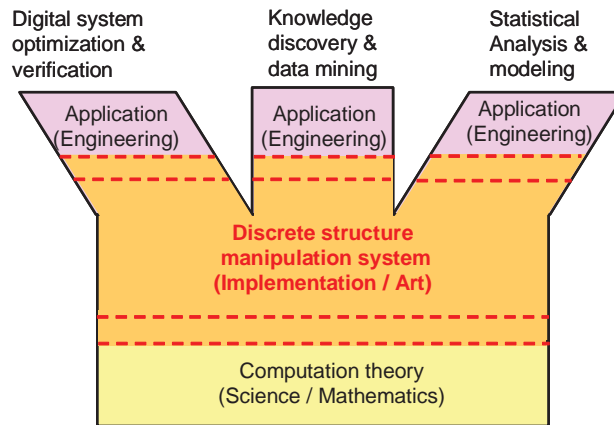 Digital system
optimization &
verification
Knowledge
discovery &
data mining
Statistical
Analysis &
modeling
Application
(Engineering)
Application
(Engineering)
Application
(Engineering)
Discrete structure
manipulation system
(Implementation / Art)
Computation theory
(Science / Mathematics)